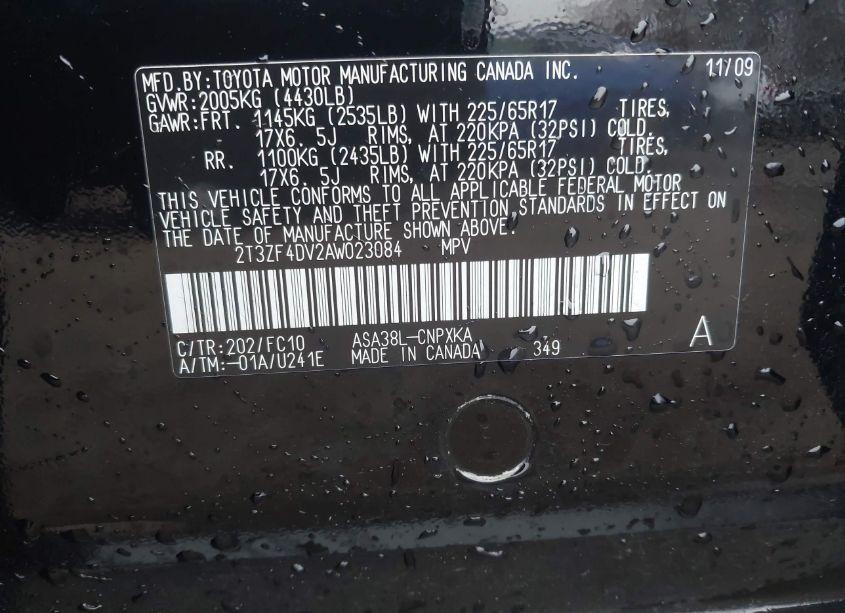 MFD.BY:TOYOTA MOTOR MANUFACTURING CANADA INC. 11/09
GVWR:2005KG (4430LB)
GAWR:FRT. 1145KG (2535LB) WITH 225/65R17 TIRES,
17X6.5J RIMS, AT 220KPA (32PSI) COLD.
RR. 1100KG (2435LB) WITH 225/65R17 TIRES,
17X6.5J RIMS, AT 220KPA (32PSI) COLD.
THIS VEHICLE CONFORMS TO ALL APPLICABLE FEDERAL MOTOR
VEHICLE SAFETY AND THEFT PREVENTION STANDARDS IN EFFECT ON
THE DATE OF MANUFACTURE SHOWN ABOVE.
2T3ZF4DV2AW023084 MPV
C/TR:202/FC10 ASA38L-CNPXKA
A/TM:-01A/U241E MADE IN CANADA 349 A